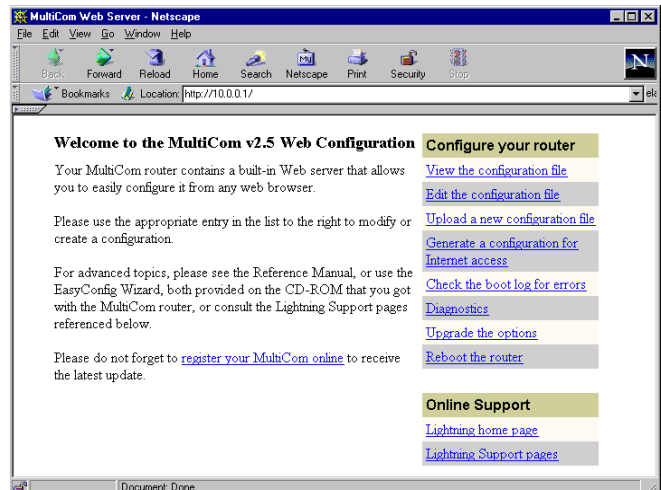 MultiCom Web Server - Netscape
File Edit View Go Window Help
Back Forward Reload Home Search Netscape Print Security Stop
N
Bookmarks Location: http://10.0.0.1/
Welcome to the MultiCom v2.5 Web Configuration
Your MultiCom router contains a built-in Web server that allows
you to easily configure it from any web browser.
Please use the appropriate entry in the list to the right to modify or
create a configuration.
For advanced topics, please see the Reference Manual, or use the
EasyConfig Wizard, both provided on the CD-ROM that you got
with the MultiCom router, or consult the Lightning Support pages
referenced below.
Please do not forget to register your MultiCom online to receive
the latest update.
Configure your router
View the configuration file
Edit the configuration file
Upload a new configuration file
Generate a configuration for
Internet access
Check the boot log for errors
Diagnostics
Upgrade the options
Reboot the router
Online Support
Lightning home page
Lightning Support pages
Document: Done